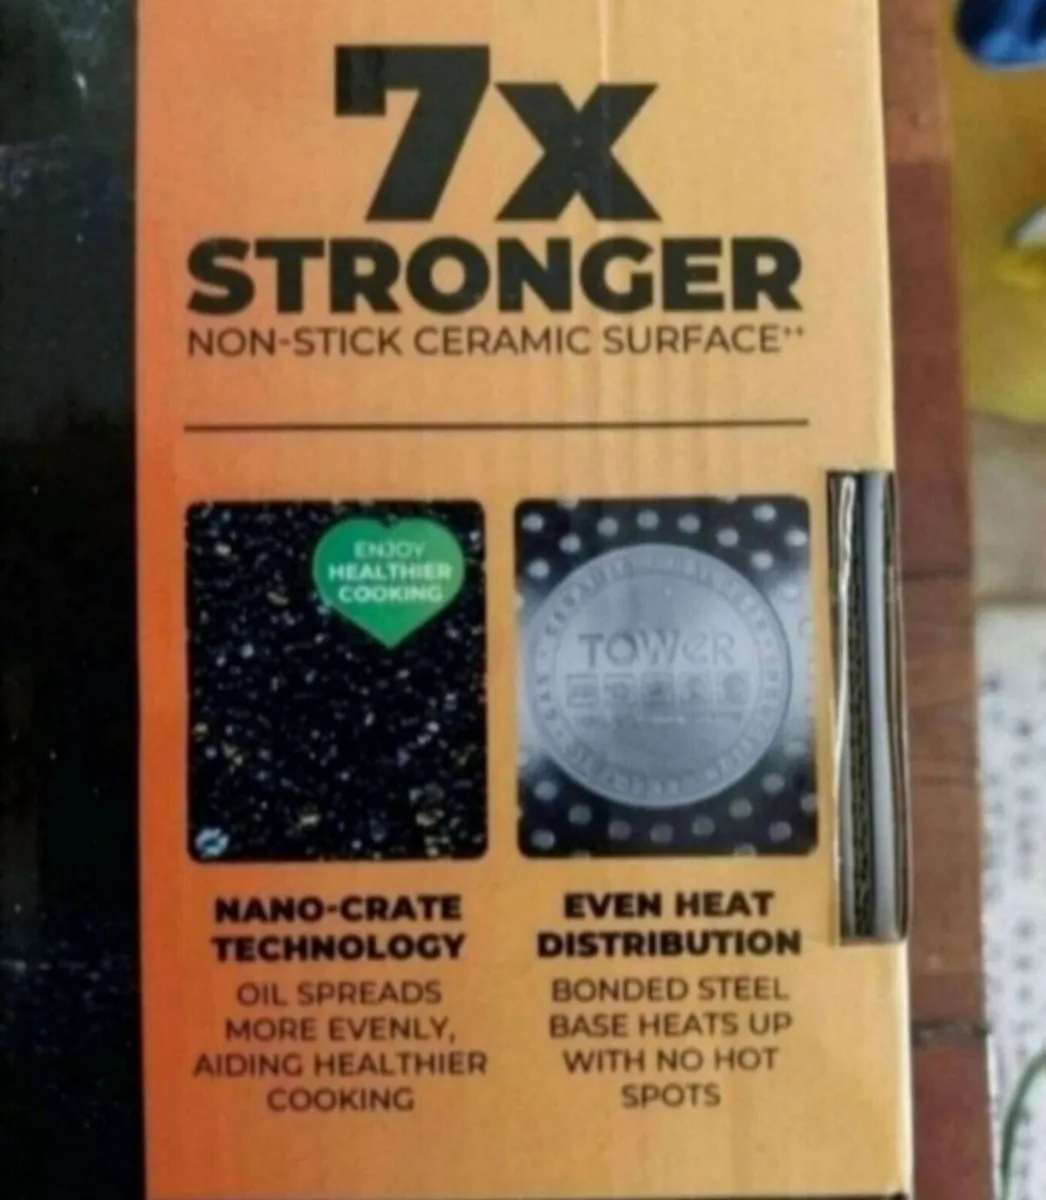 7X
STRONGER
NON-STICK CERAMIC SURFACE++
ENJOY
HEALTHIER
COOKING
TOWER
NANO-CRATE
TECHNOLOGY
OIL SPREADS
MORE EVENLY,
AIDING HEALTHIER
COOKING
EVEN HEAT
DISTRIBUTION
BONDED STEEL
BASE HEATS UP
WITH NO HOT
SPOTS